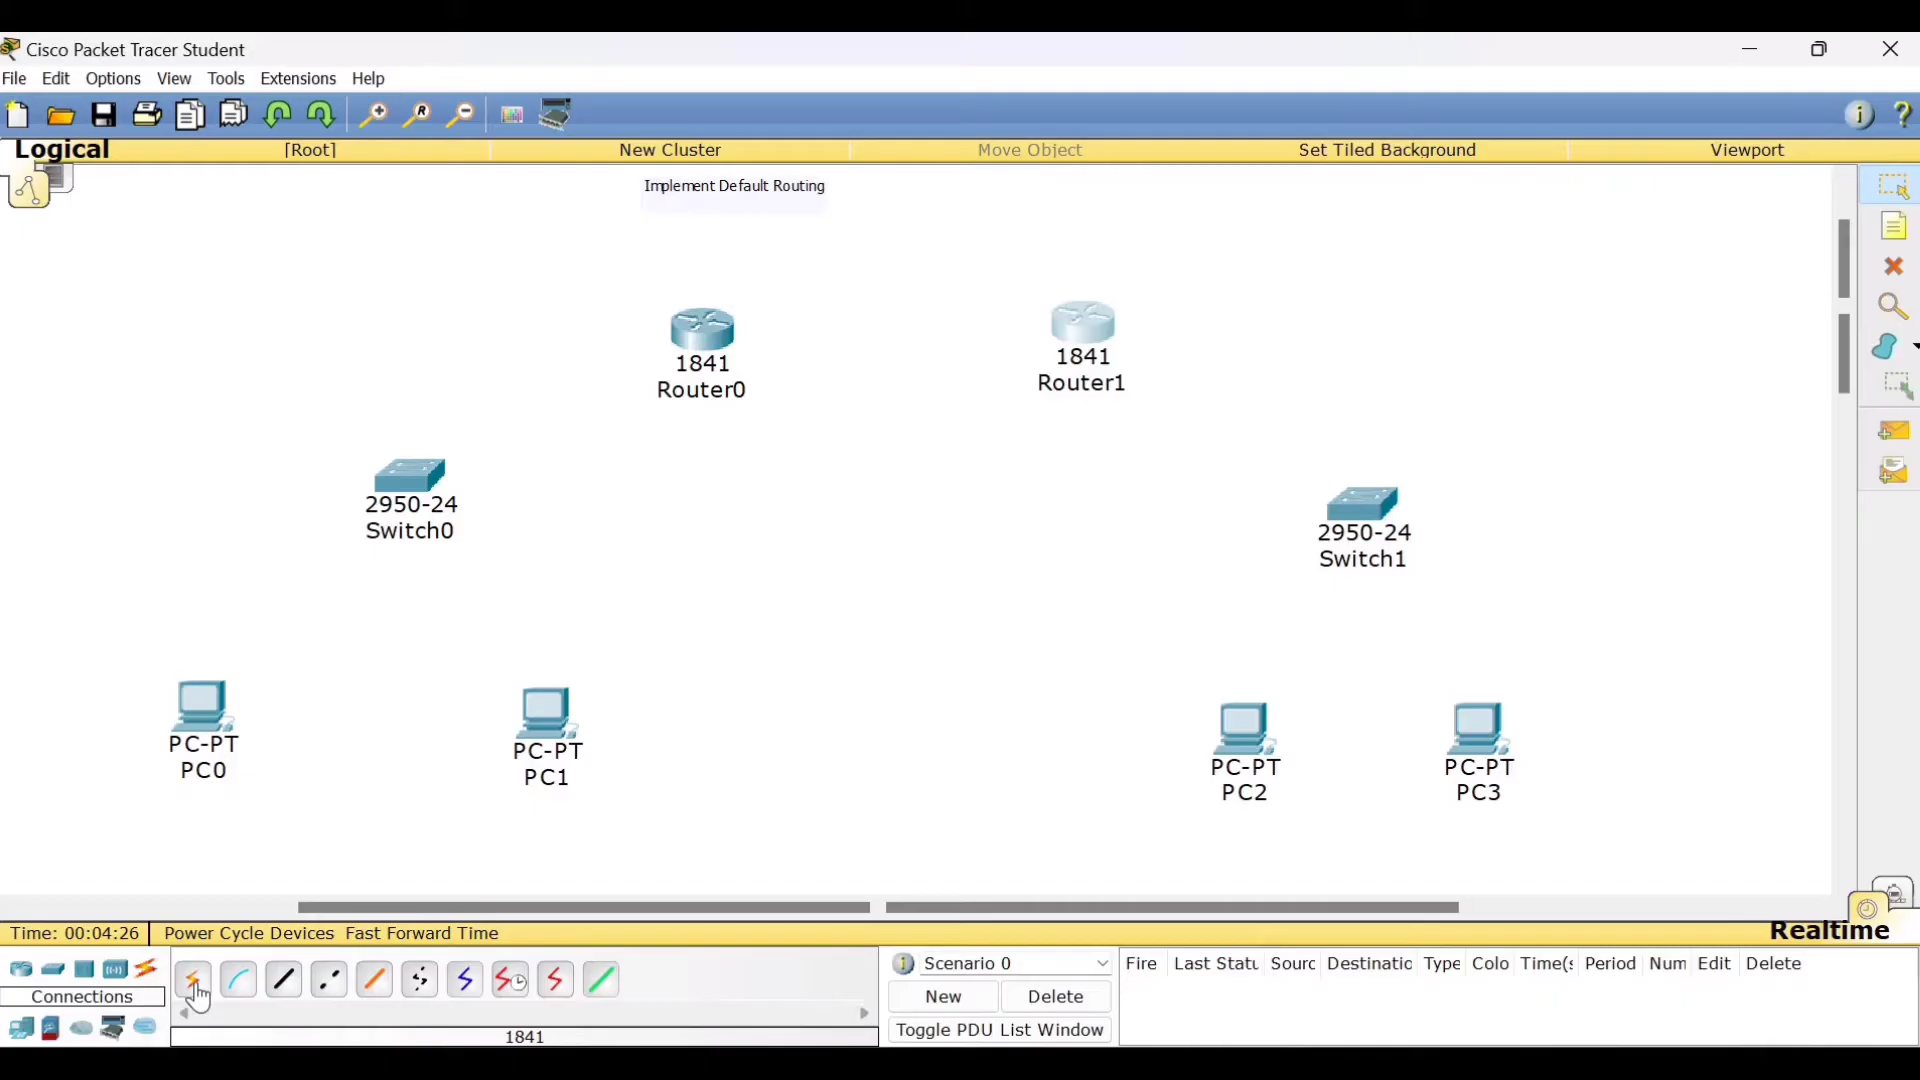 Cisco Packet Tracer Student
File Edit Options View Tools Extensions Help
Logical [Root] New Cluster Move Object Set Tiled Background Viewport
Implement Default Routing
1841
Router0
1841
Router1
2950-24
Switch0
2950-24
Switch1
PC-PT
PC0
PC-PT
PC1
PC-PT
PC2
PC-PT
PC3
Time: 00:04:26 Power Cycle Devices Fast Forward Time Realtime
Connections
1841
Scenario 0
New Delete
Toggle PDU List Window
Fire Last Statu Sourc Destinatio Type Colo Time(s Period Num Edit Delete